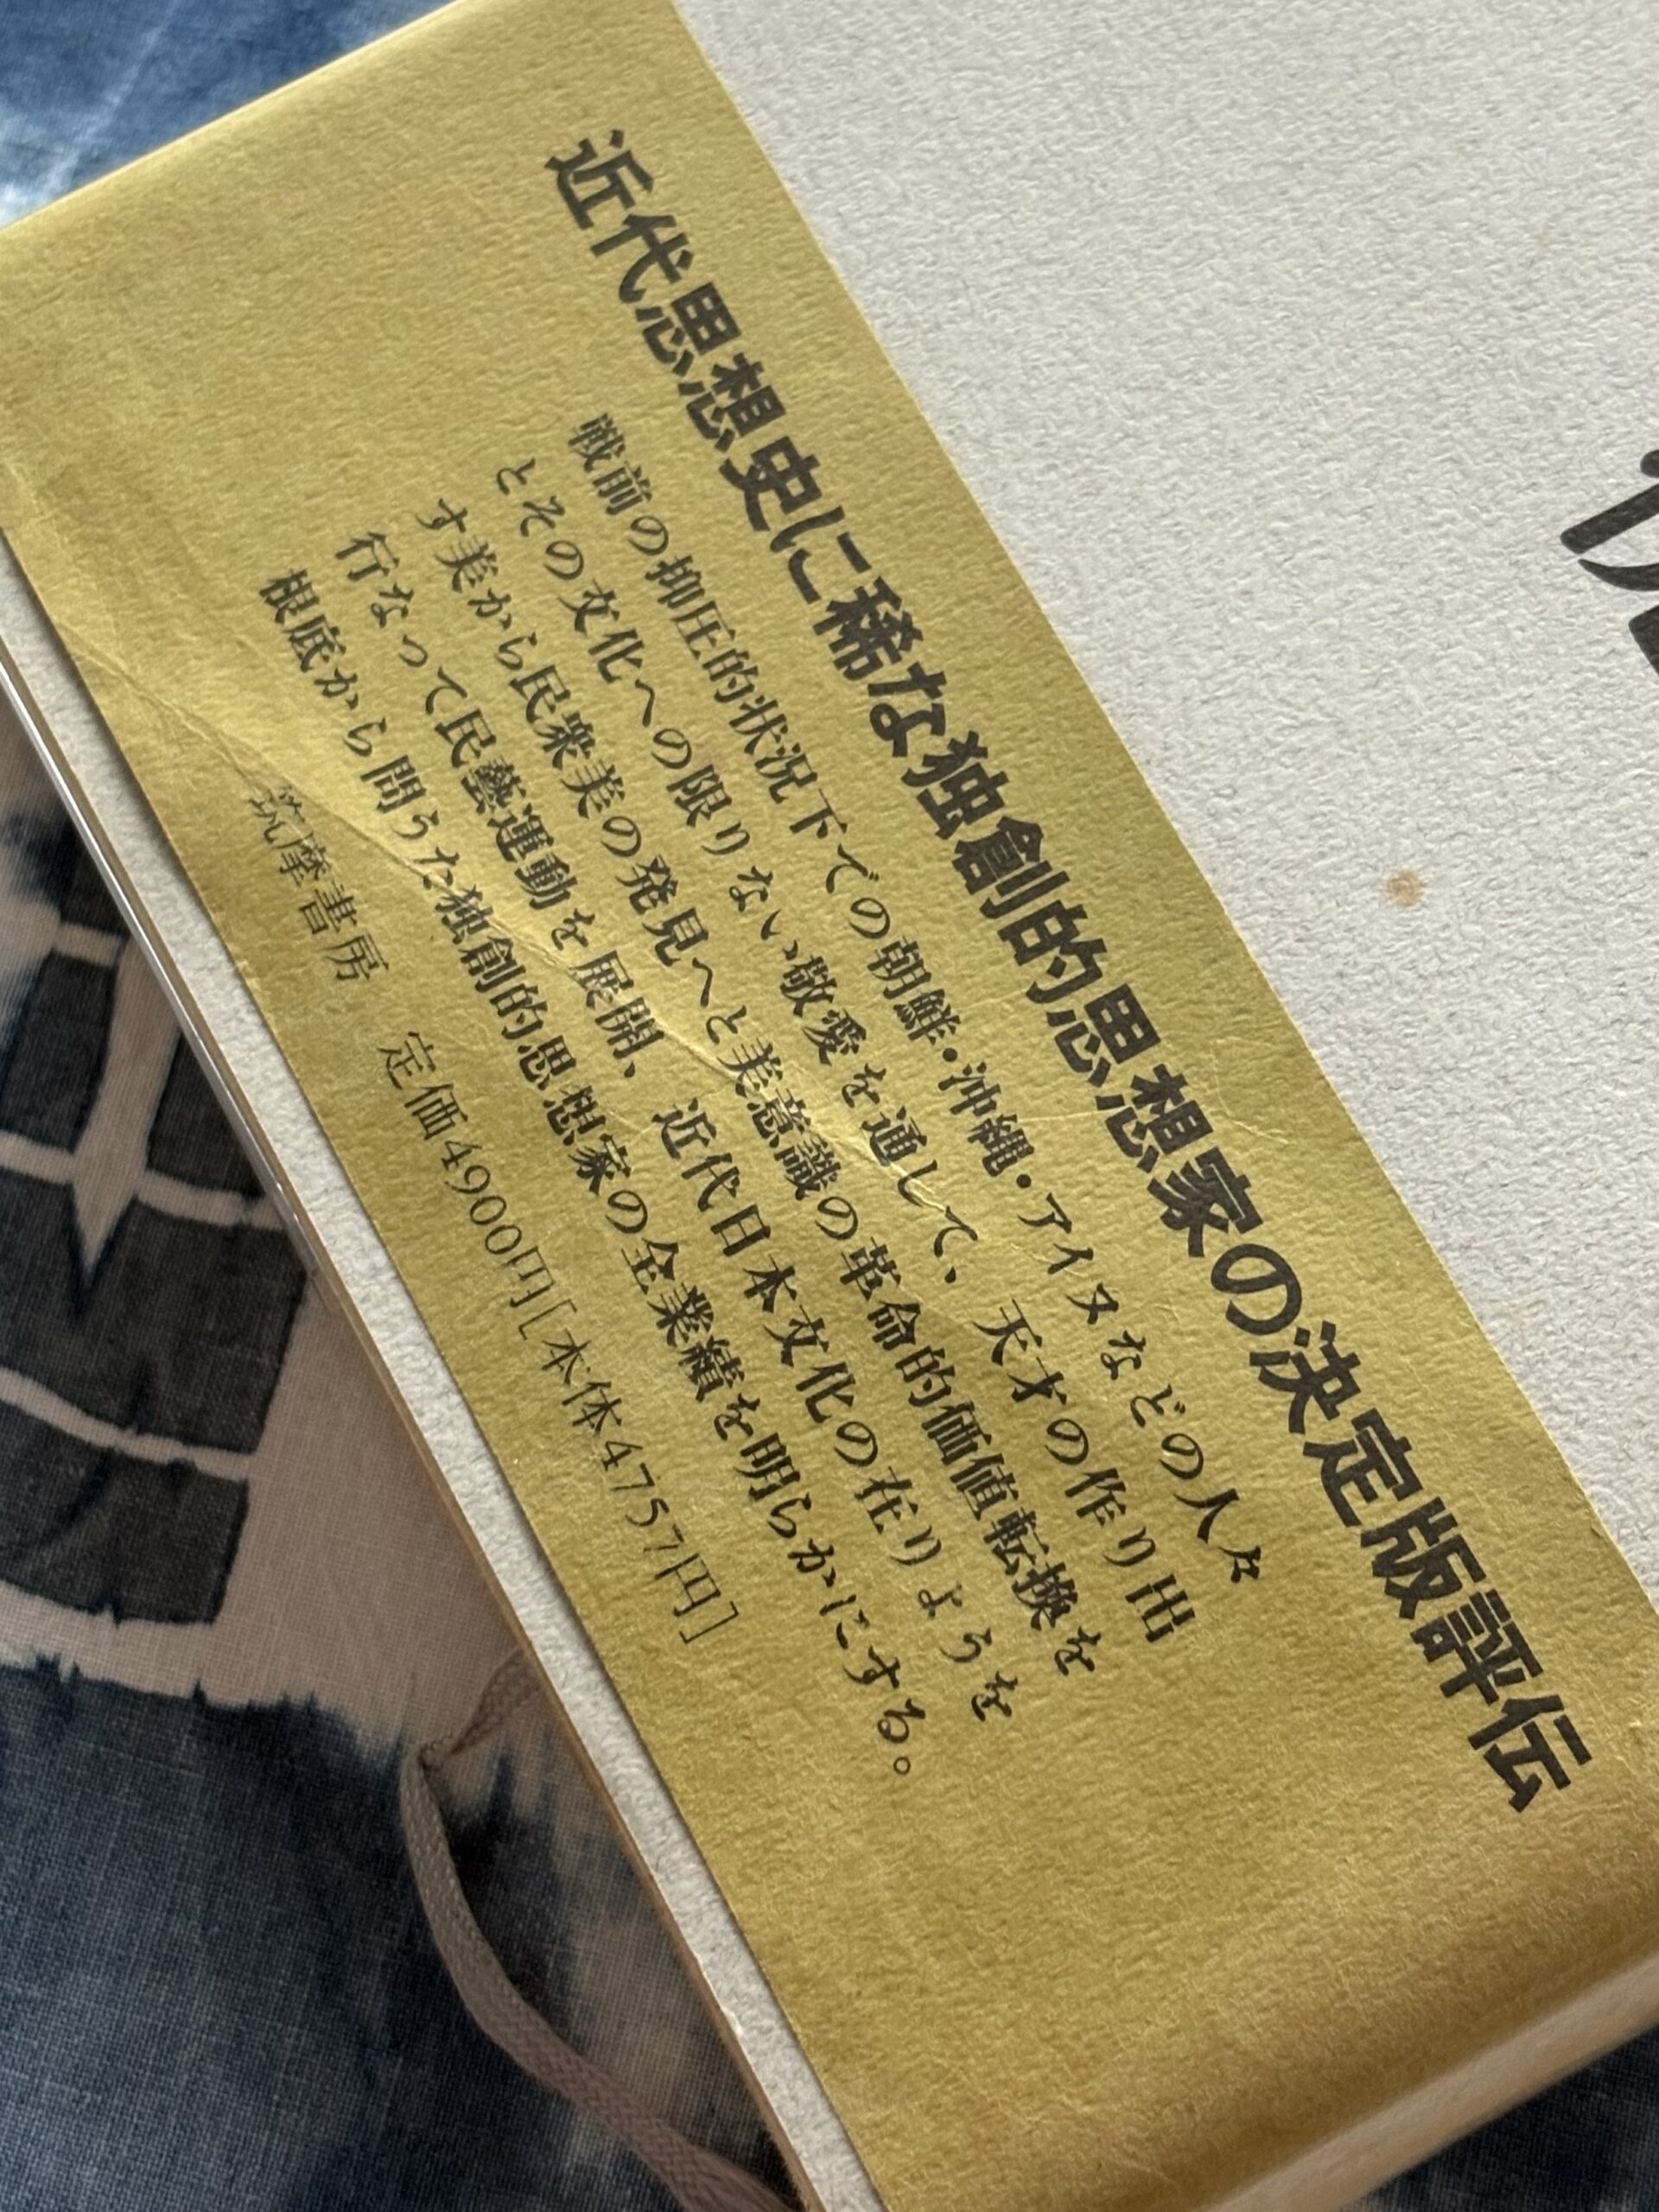 近代思想史に稀な独創的思想家の決定版評伝
戦前の抑圧的状況下での朝鮮・沖縄・アイヌなどの人々
とその文化への限りない敬愛を通して、天才の作り出
す美から民衆美の発見へと美意識の革命的価値転換を
行なって民藝運動を展開、近代日本文化の在りようを
根底から問うた独創的思想家の全業績を明らかにする。
筑摩書房 定価4900円[本体4757円]